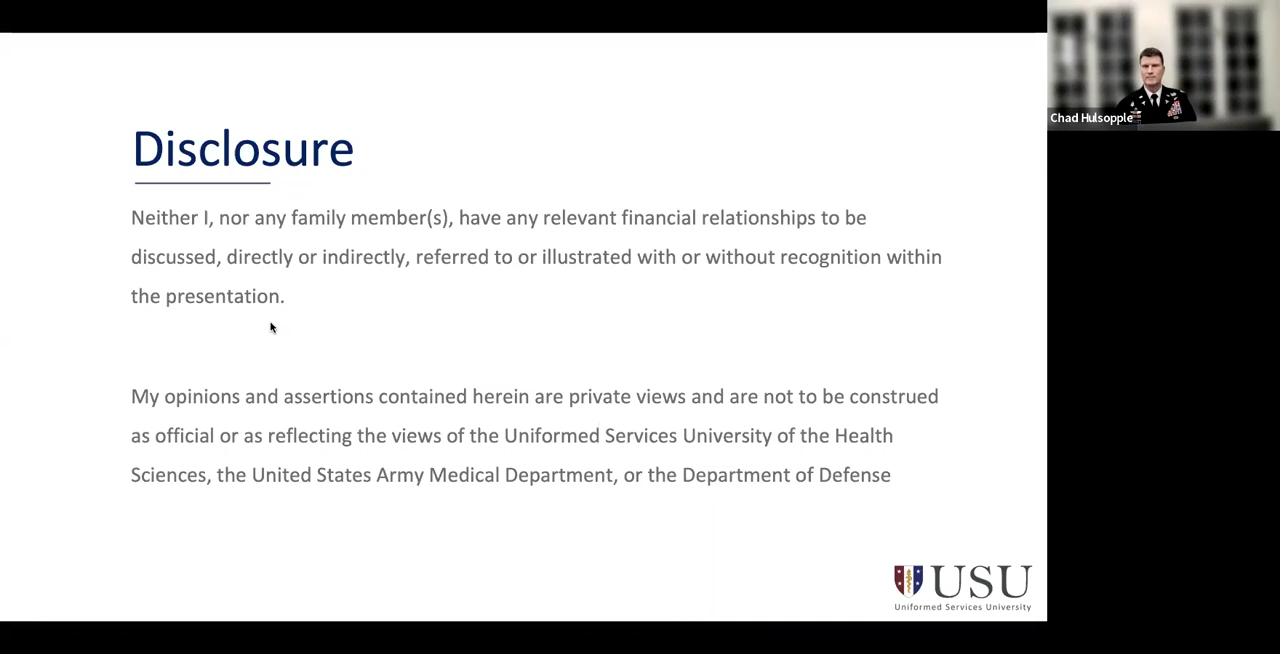 Disclosure
Neither I, nor any family member(s), have any relevant financial relationships to be
discussed, directly or indirectly, referred to or illustrated with or without recognition within
the presentation.
My opinions and assertions contained herein are private views and are not to be construed
as official or as reflecting the views of the Uniformed Services University of the Health
Sciences, the United States Army Medical Department, or the Department of Defense
USU
Uniformed Services University
Chad Hulsopple